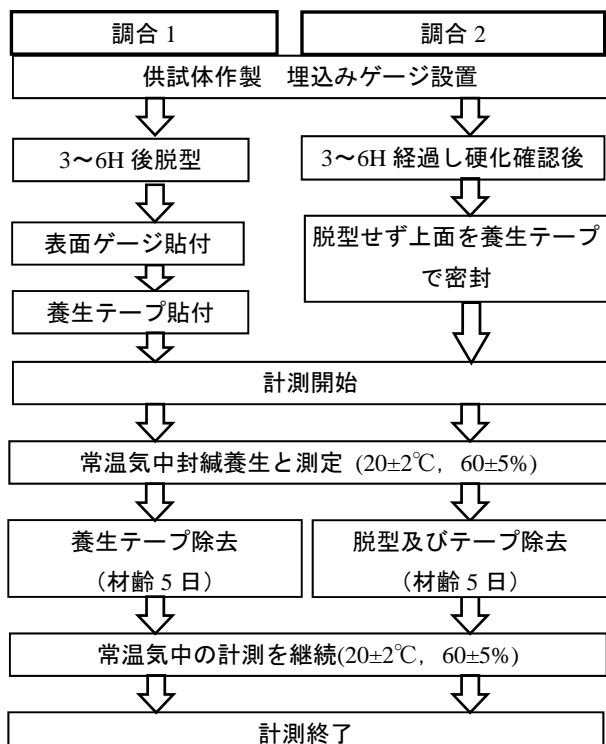 調合 1
調合 2
供試体作製　埋込みゲージ設置
3～6H 後脱型
3～6H 経過し硬化確認後
表面ゲージ貼付
脱型せず上面を養生テープ
で密封
養生テープ貼付
計測開始
常温気中封緘養生と測定 (20±2℃，60±5%)
養生テープ除去
（材齢 5 日）
脱型及びテープ除去
（材齢 5 日）
常温気中の計測を継続(20±2℃，60±5%)
計測終了